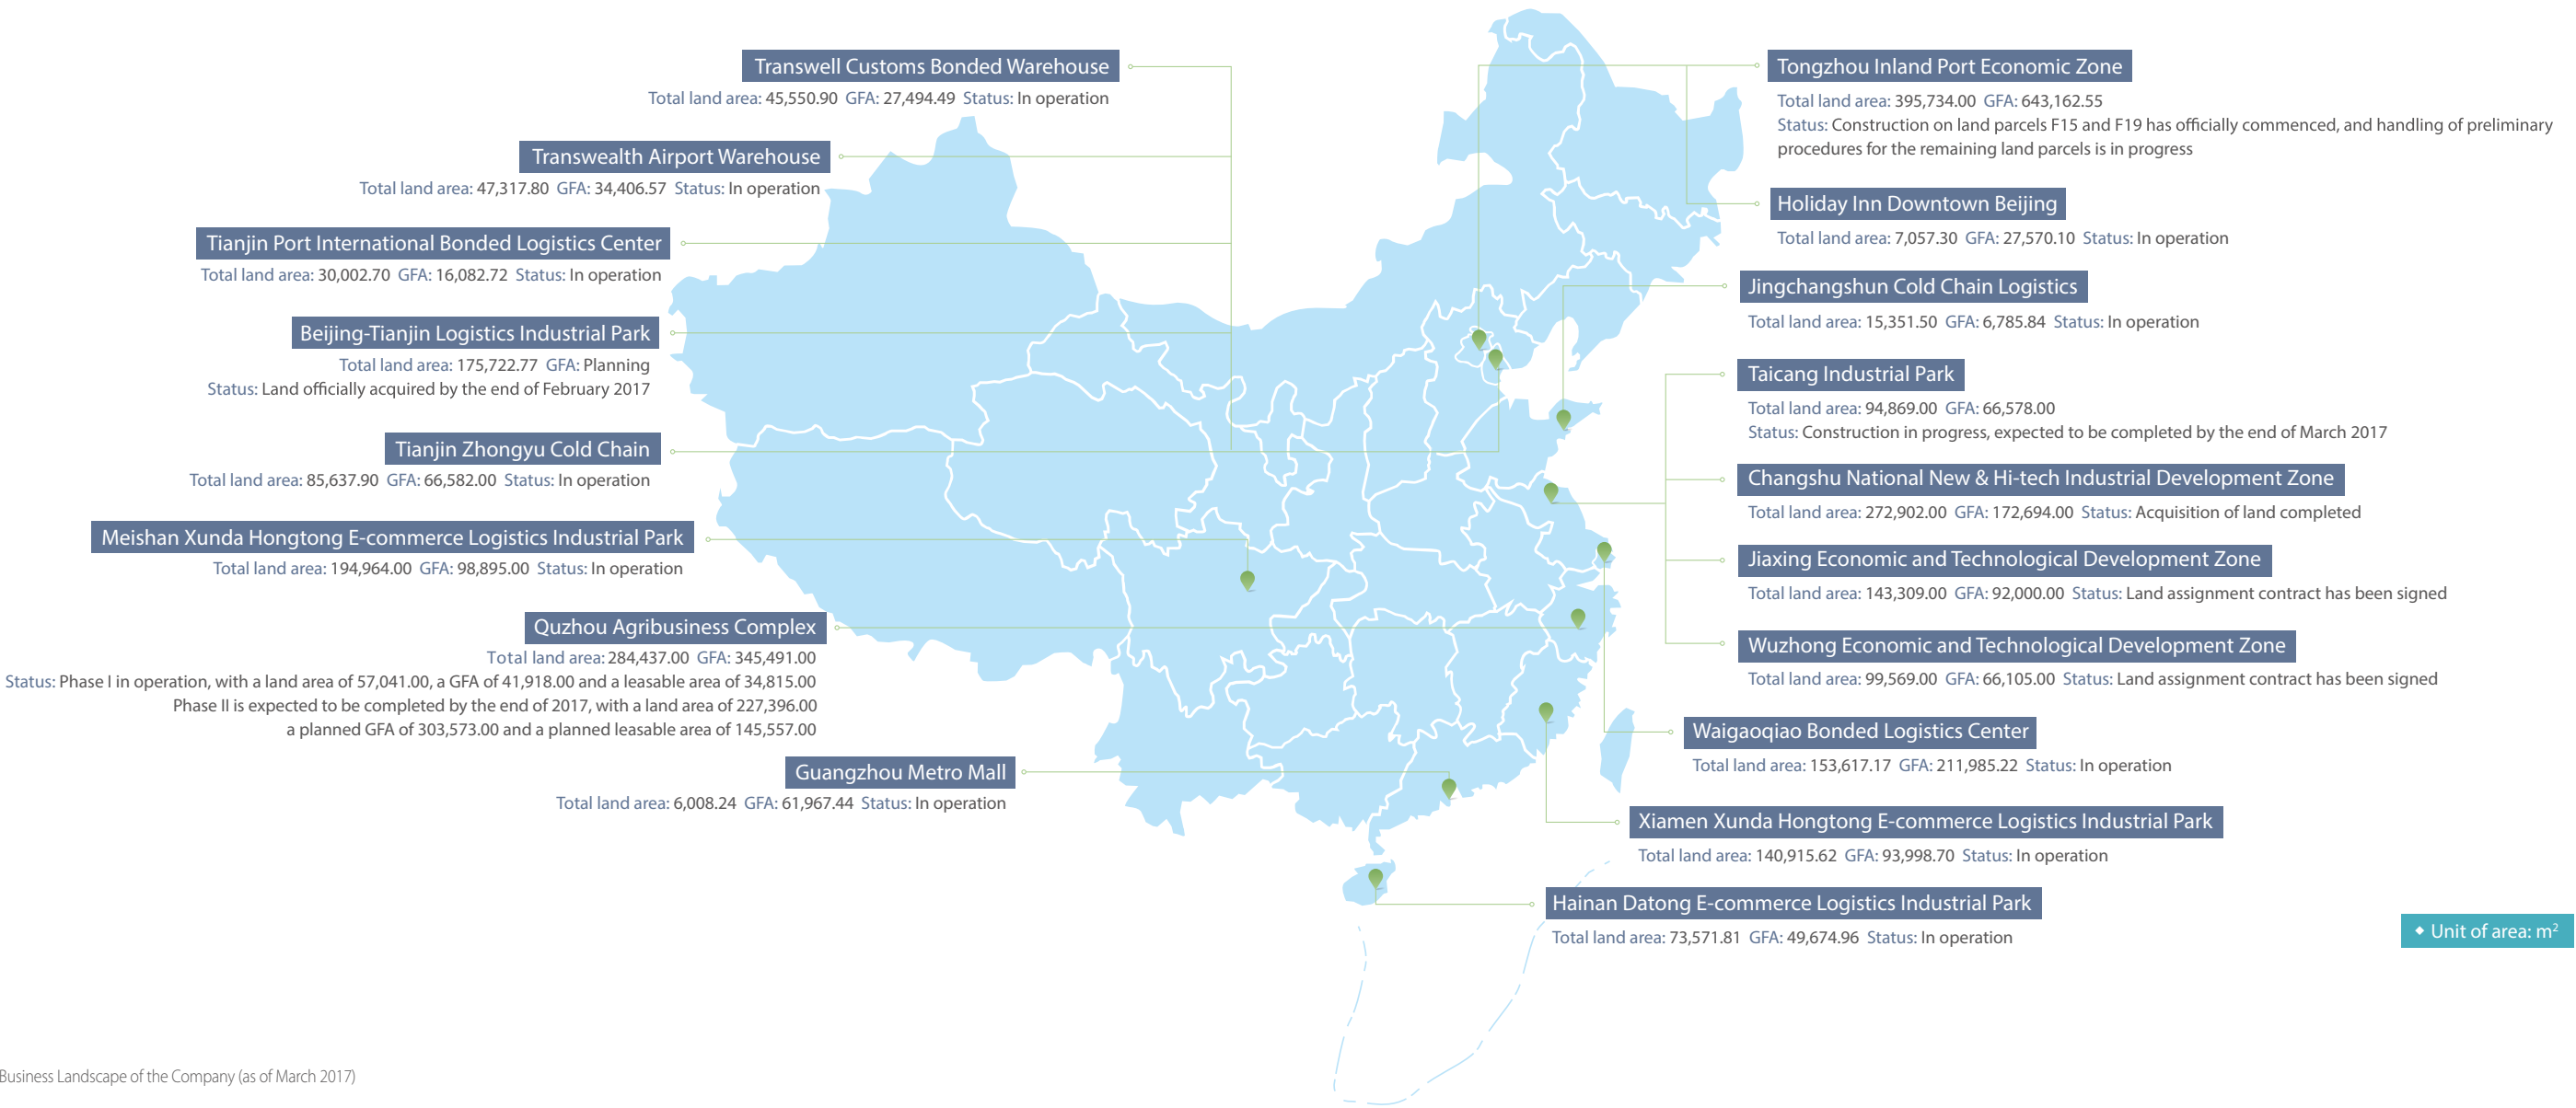 Transwell Customs Bonded Warehouse
Total land area: 45,550.90 GFA: 27,494.49 Status: In operation
Transwealth Airport Warehouse
Total land area: 47,317.80 GFA: 34,406.57 Status: In operation
Tianjin Port International Bonded Logistics Center
Total land area: 30,002.70 GFA: 16,082.72 Status: In operation
Beijing-Tianjin Logistics Industrial Park
Total land area: 175,722.77 GFA: Planning
Status: Land officially acquired by the end of February 2017
Tianjin Zhongyu Cold Chain
Total land area: 85,637.90 GFA: 66,582.00 Status: In operation
Meishan Xunda Hongtong E-commerce Logistics Industrial Park
Total land area: 194,964.00 GFA: 98,895.00 Status: In operation
Quzhou Agribusiness Complex
Total land area: 284,437.00 GFA: 345,491.00
Status: Phase I in operation, with a land area of 57,041.00, a GFA of 41,918.00 and a leasable area of 34,815.00
Phase II is expected to be completed by the end of 2017, with a land area of 227,396.00
a planned GFA of 303,573.00 and a planned leasable area of 145,557.00
Guangzhou Metro Mall
Total land area: 6,008.24 GFA: 61,967.44 Status: In operation
Tongzhou Inland Port Economic Zone
Total land area: 395,734.00 GFA: 643,162.55
Status: Construction on land parcels F15 and F19 has officially commenced, and handling of preliminary
procedures for the remaining land parcels is in progress
Holiday Inn Downtown Beijing
Total land area: 7,057.30 GFA: 27,570.10 Status: In operation
Jingchangshun Cold Chain Logistics
Total land area: 15,351.50 GFA: 6,785.84 Status: In operation
Taicang Industrial Park
Total land area: 94,869.00 GFA: 66,578.00
Status: Construction in progress, expected to be completed by the end of March 2017
Changshu National New & Hi-tech Industrial Development Zone
Total land area: 272,902.00 GFA: 172,694.00 Status: Acquisition of land completed
Jiaxing Economic and Technological Development Zone
Total land area: 143,309.00 GFA: 92,000.00 Status: Land assignment contract has been signed
Wuzhong Economic and Technological Development Zone
Total land area: 99,569.00 GFA: 66,105.00 Status: Land assignment contract has been signed
Waigaoqiao Bonded Logistics Center
Total land area: 153,617.17 GFA: 211,985.22 Status: In operation
Xiamen Xunda Hongtong E-commerce Logistics Industrial Park
Total land area: 140,915.62 GFA: 93,998.70 Status: In operation
Hainan Datong E-commerce Logistics Industrial Park
Total land area: 73,571.81 GFA: 49,674.96 Status: In operation
◆ Unit of area: m²
Business Landscape of the Company (as of March 2017)